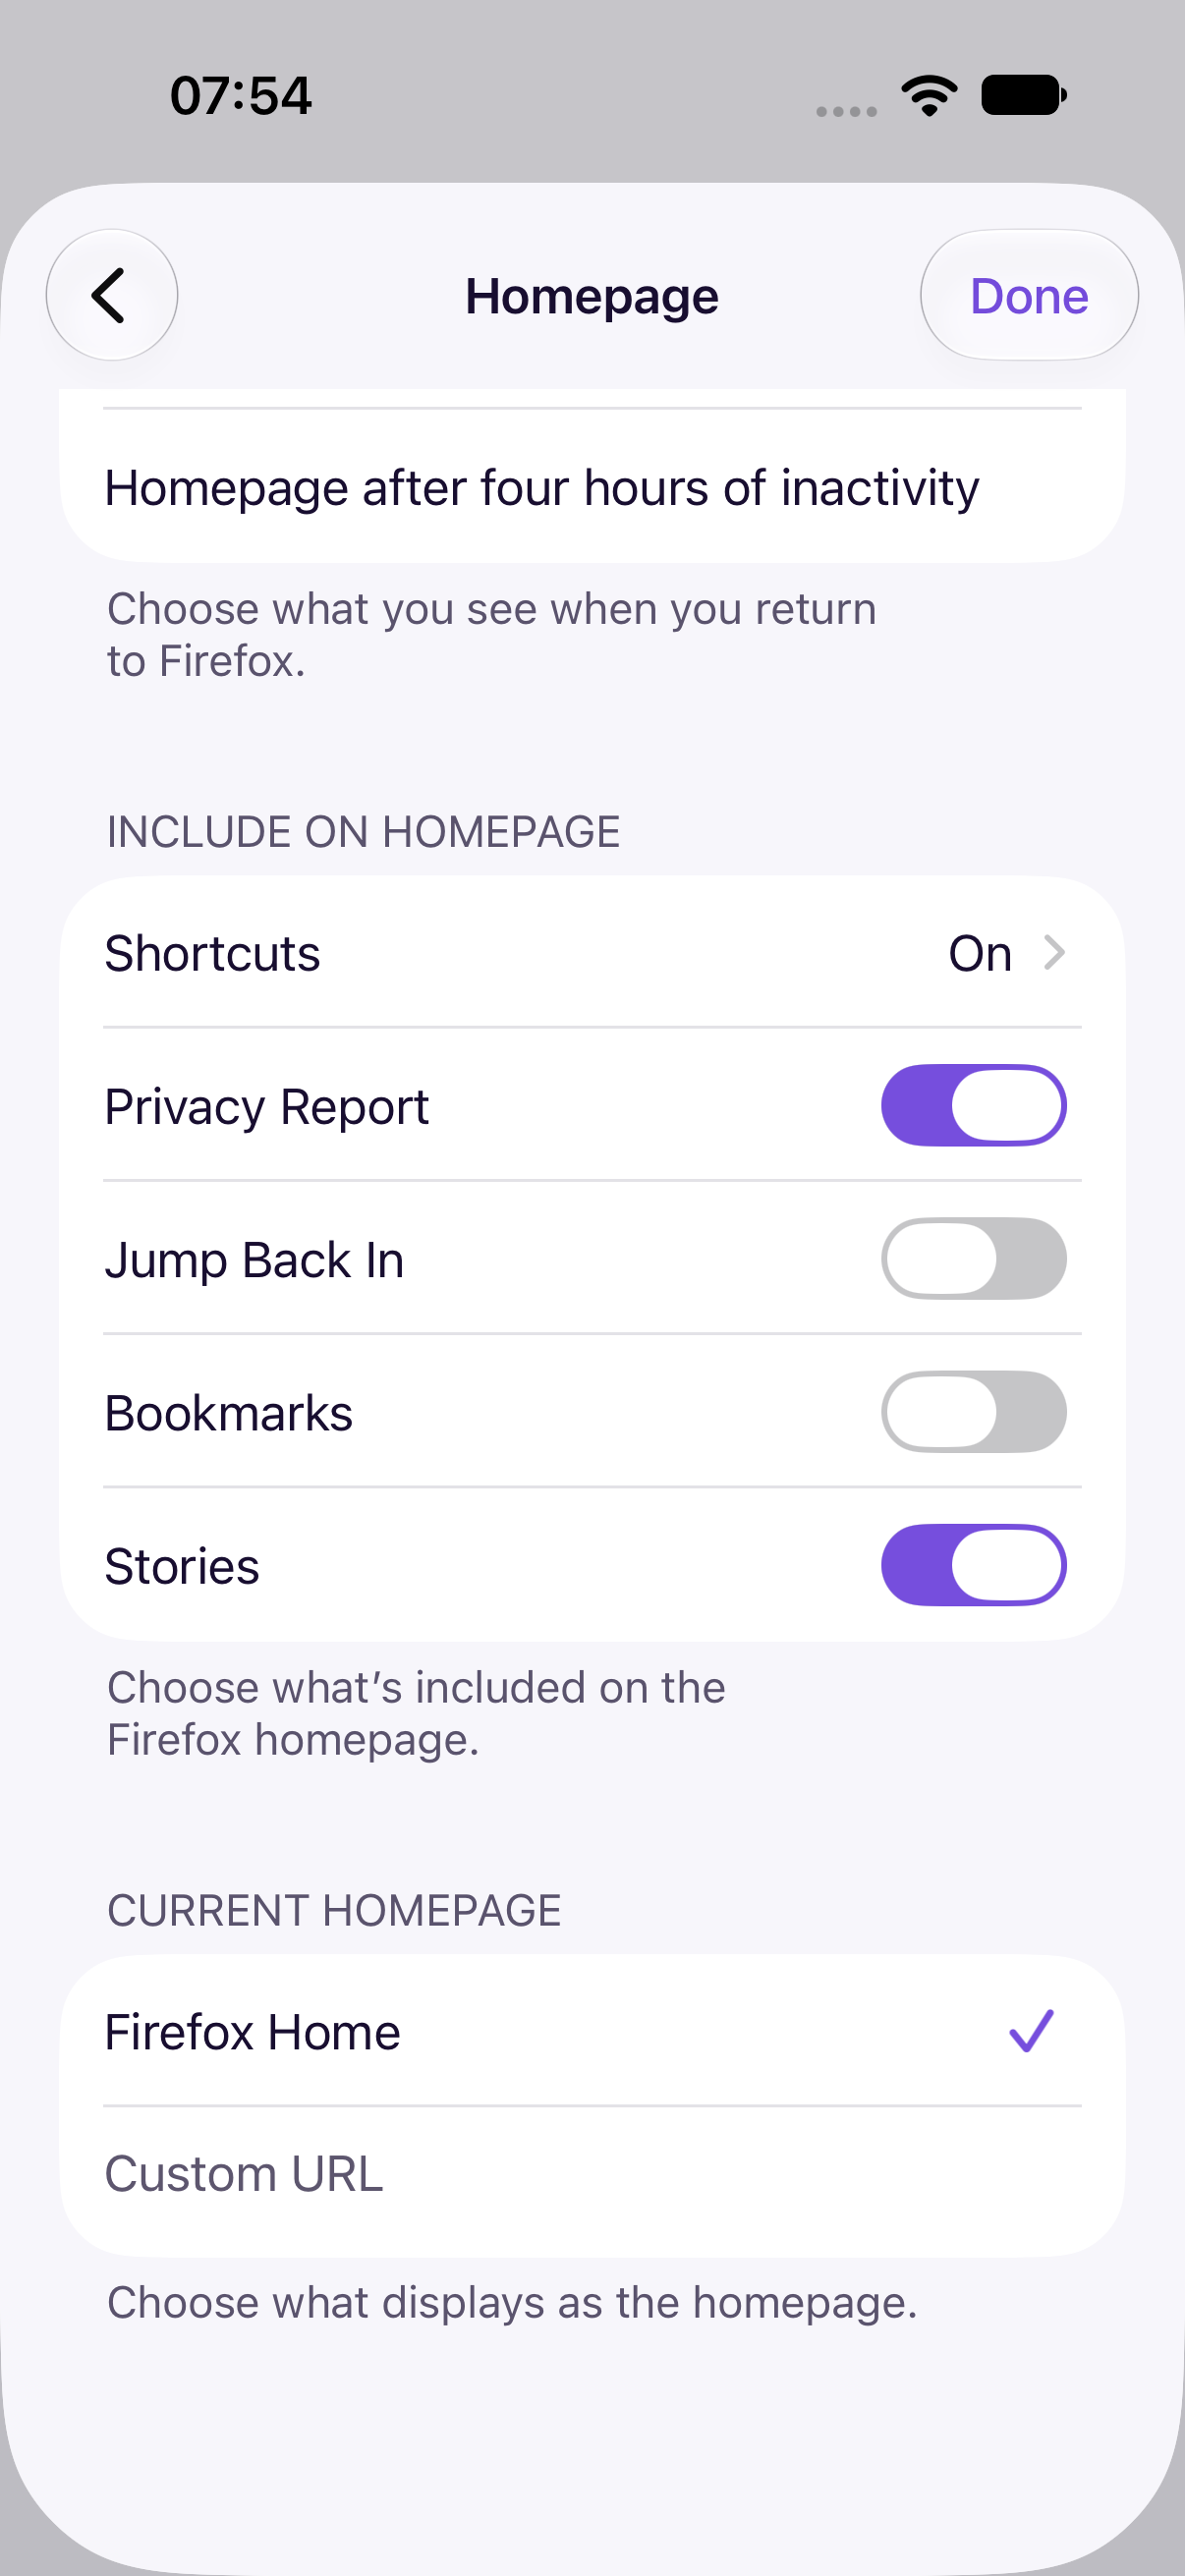 07:54
Homepage
Done
Homepage after four hours of inactivity
Choose what you see when you return
to Firefox.
INCLUDE ON HOMEPAGE
Shortcuts
On
Privacy Report
Jump Back In
Bookmarks
Stories
Choose what’s included on the
Firefox homepage.
CURRENT HOMEPAGE
Firefox Home
Custom URL
Choose what displays as the homepage.